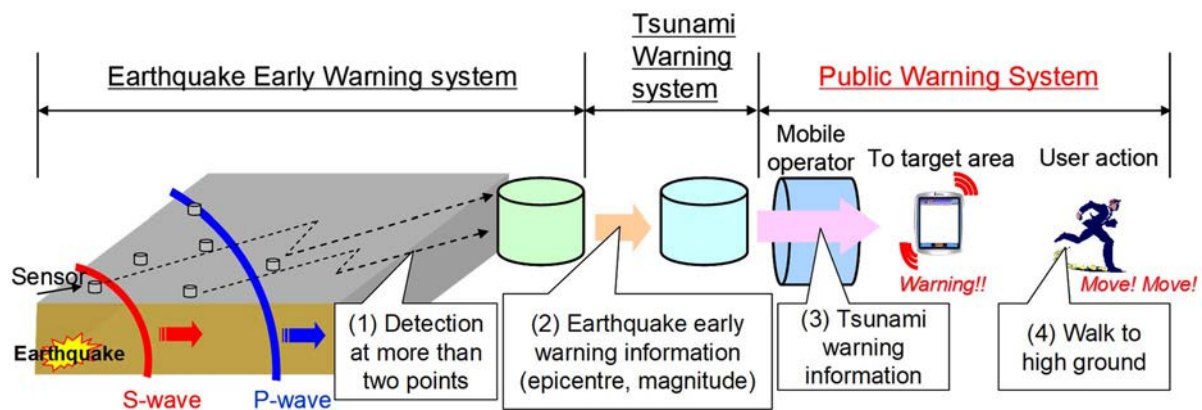 Tsunami
Warning
system
Earthquake Early Warning system
Public Warning System
Mobile
operator
To target area
User action
Sensor
Earthquake
S-wave
P-wave
(1) Detection
at more than
two points
(2) Earthquake early
warning information
(epicentre, magnitude)
(3) Tsunami
warning
information
Warning!!
Move! Move!
(4) Walk to
high ground